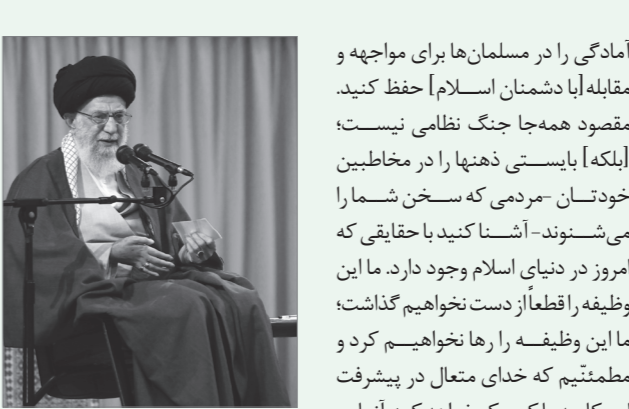 آمادگی را در مسلمان‌ها برای مواجهه و
مقابله [با دشمنان اسلام] حفظ کنید.
مقصود همه‌جا جنگ نظامی نیست؛
[بلکه] بایستی ذهنها را در مخاطبین
خودتان -مردمی که سخن شما را
می‌شنوند- آشنا کنید با حقایقی که
امروز در دنیای اسلام وجود دارد. ما این
وظیفه را قطعاً از دست نخواهیم گذاشت؛
ما این وظیفه را رها نخواهیم کرد و
مطمئنّیم که خدای متعال در پیشرفت